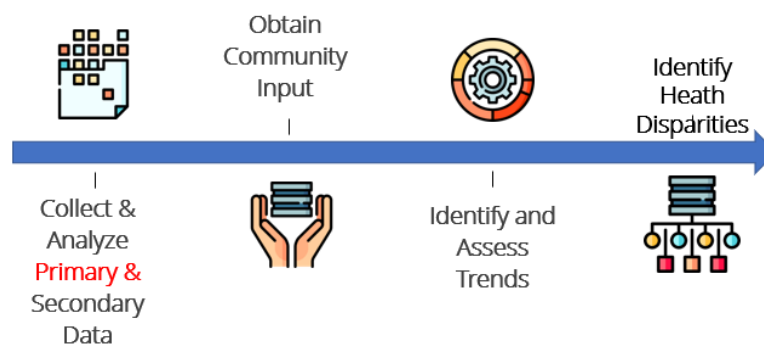 Obtain
Community
Input
Identify
Heath
Disparities
Collect &
Analyze
Primary &
Secondary
Data
Identify and
Assess
Trends